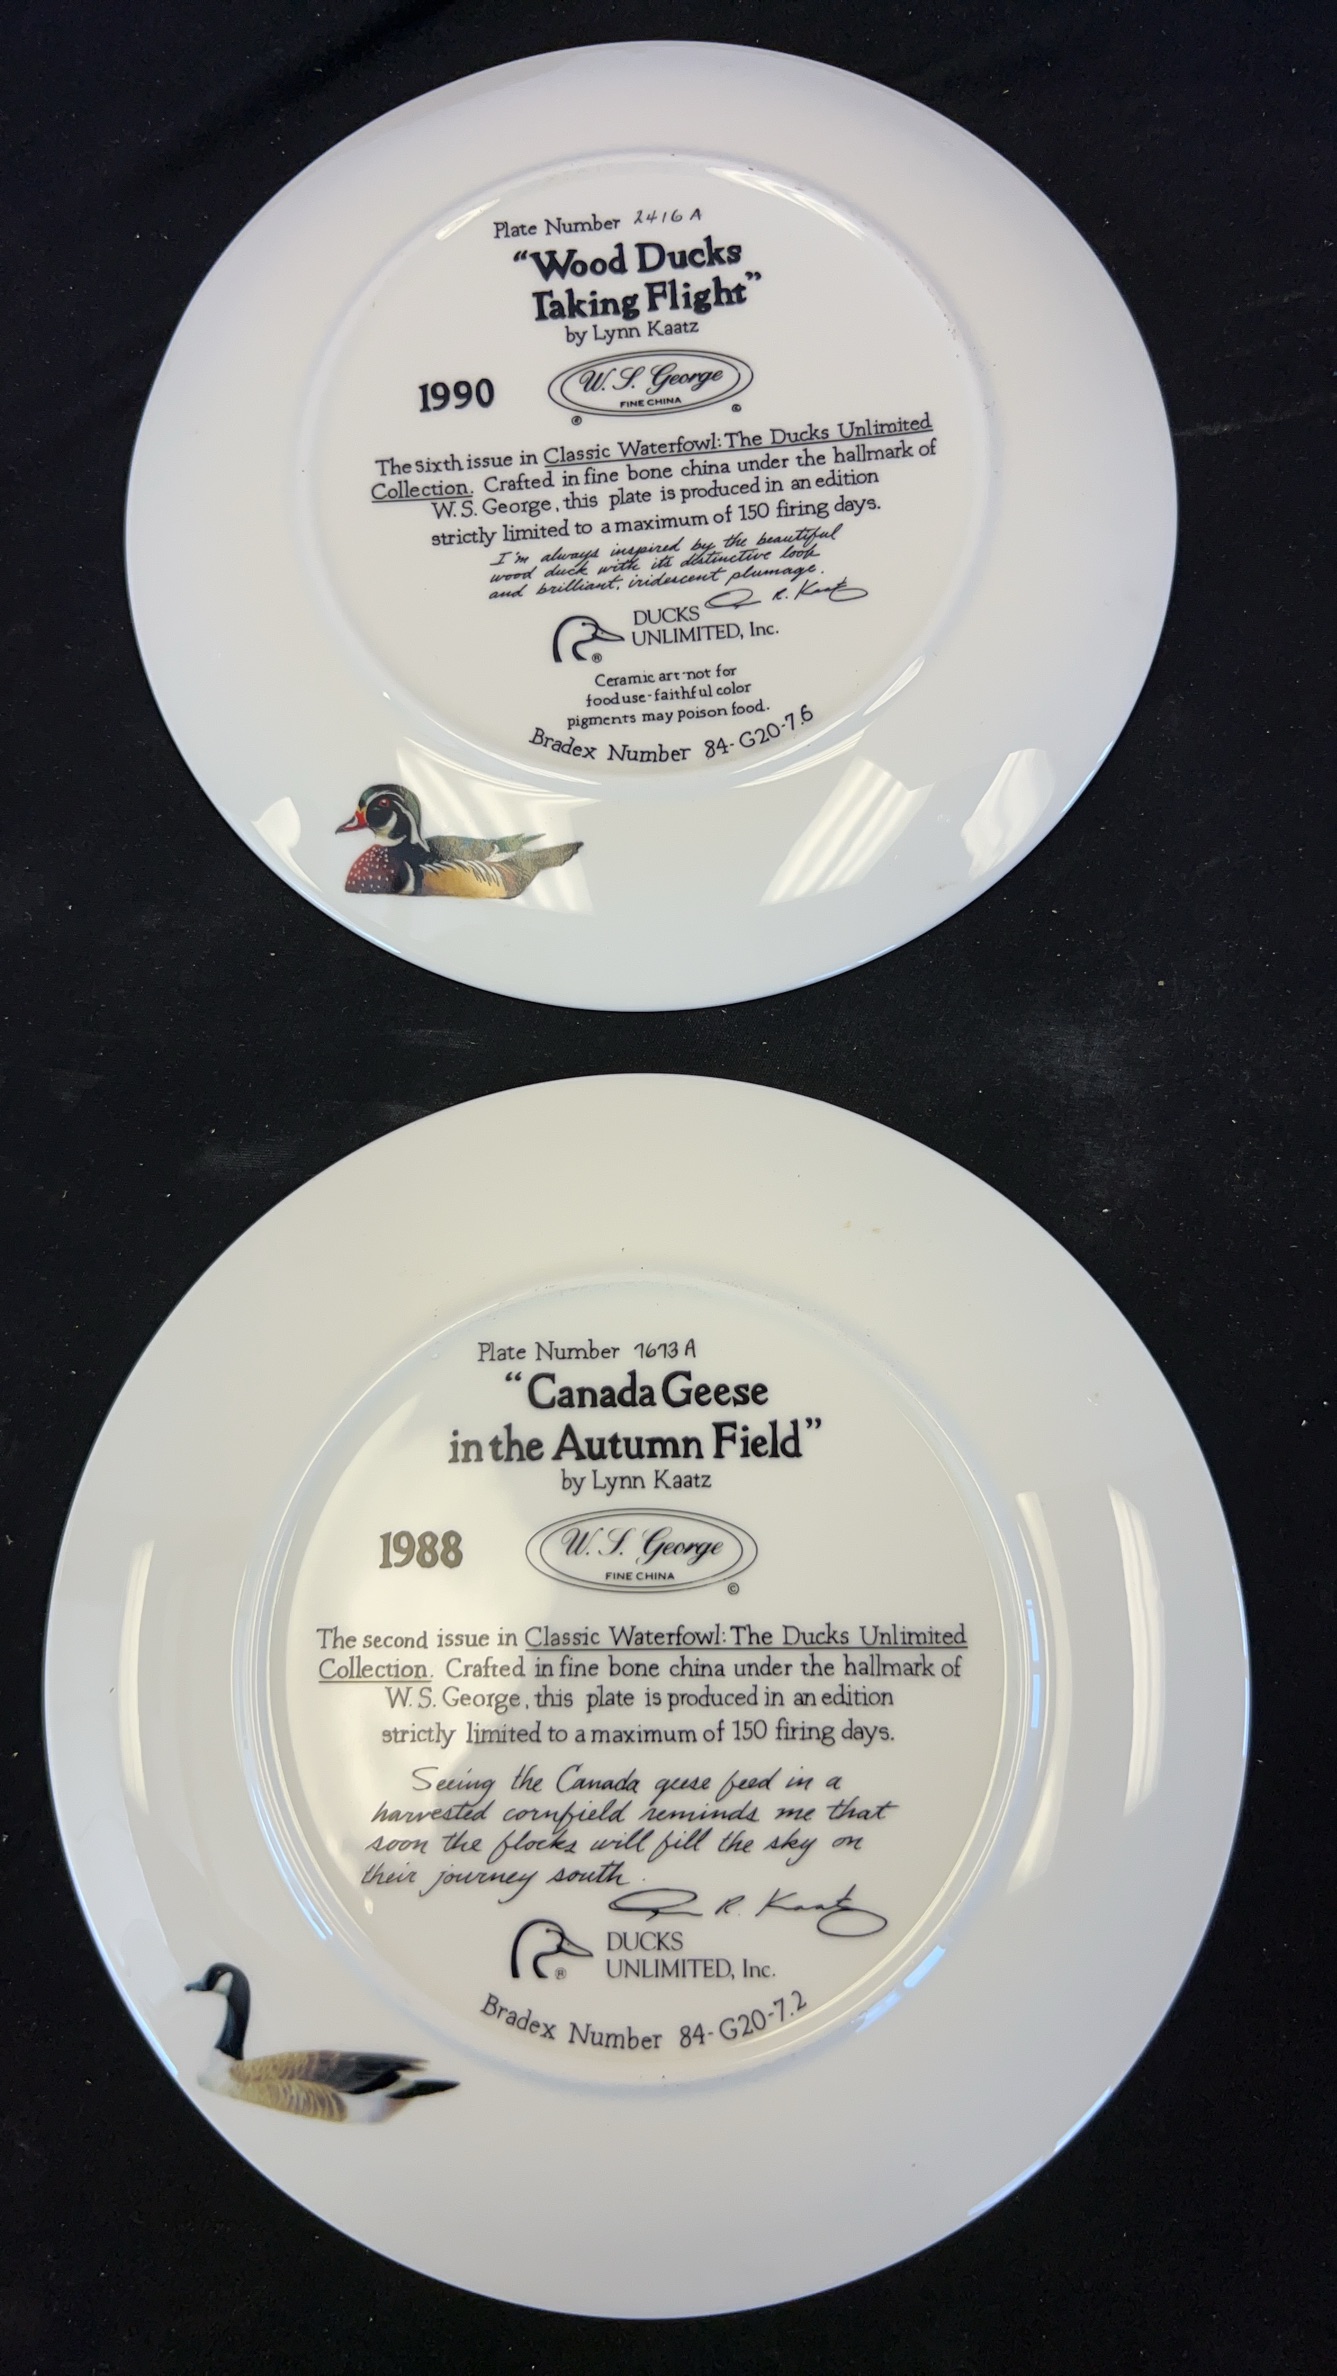 Plate Number 2416 A
“Wood Ducks
Taking Flight”
by Lynn Kaatz
1990
W. S. George
FINE CHINA
®
©
The sixth issue in Classic Waterfowl: The Ducks Unlimited
Collection. Crafted in fine bone china under the hallmark of
W. S. George, this plate is produced in an edition
strictly limited to a maximum of 150 firing days.
I'm always inspired by the beautiful
wood duck with its distinctive look
and brilliant, iridescent plumage.
R. Kaatz
DUCKS
UNLIMITED, Inc.
®
Ceramic art-not for
food use-faithful color
pigments may poison food.
Bradex Number 84-G20-7.6
Plate Number 7673 A
“Canada Geese
in the Autumn Field”
by Lynn Kaatz
1988
W. S. George
FINE CHINA
©
The second issue in Classic Waterfowl: The Ducks Unlimited
Collection. Crafted in fine bone china under the hallmark of
W. S. George, this plate is produced in an edition
strictly limited to a maximum of 150 firing days.
Seeing the Canada geese feed in a
harvested cornfield reminds me that
soon the flocks will fill the sky on
their journey south.
R. Kaatz
DUCKS
UNLIMITED, Inc.
®
Bradex Number 84-G20-7.2